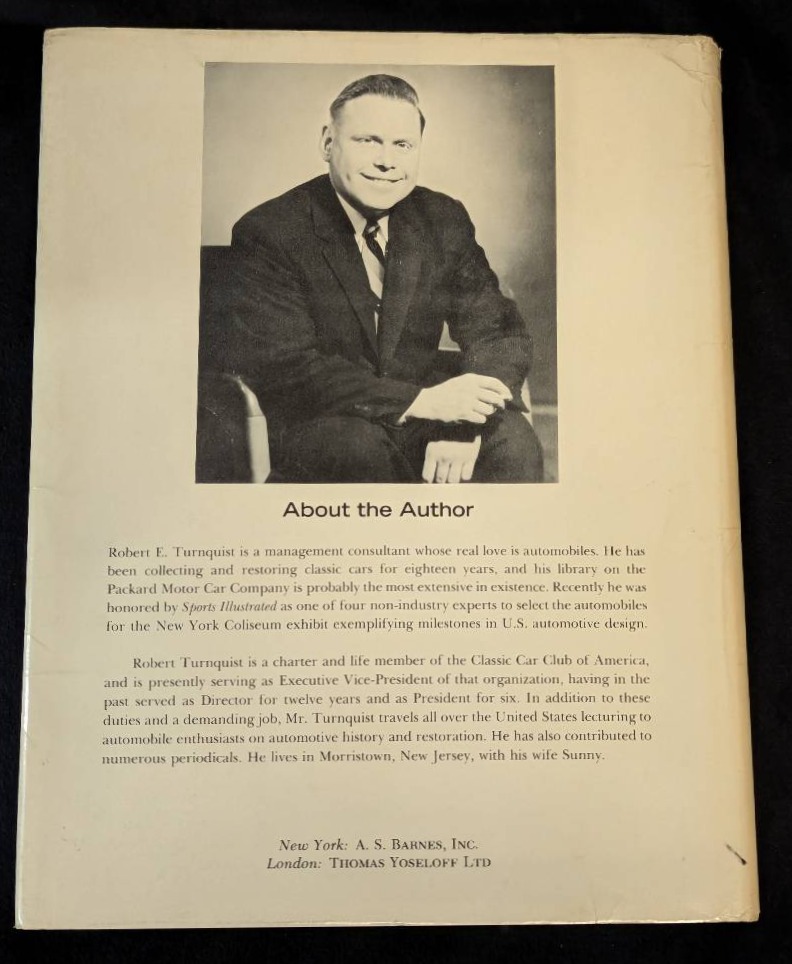 About the Author
Robert E. Turnquist is a management consultant whose real love is automobiles. He has
been collecting and restoring classic cars for eighteen years, and his library on the
Packard Motor Car Company is probably the most extensive in existence. Recently he was
honored by Sports Illustrated as one of four non-industry experts to select the automobiles
for the New York Coliseum exhibit exemplifying milestones in U.S. automotive design.
Robert Turnquist is a charter and life member of the Classic Car Club of America,
and is presently serving as Executive Vice-President of that organization, having in the
past served as Director for twelve years and as President for six. In addition to these
duties and a demanding job, Mr. Turnquist travels all over the United States lecturing to
automobile enthusiasts on automotive history and restoration. He has also contributed to
numerous periodicals. He lives in Morristown, New Jersey, with his wife Sunny.
New York: A. S. BARNES, INC.
London: THOMAS YOSELOFF LTD